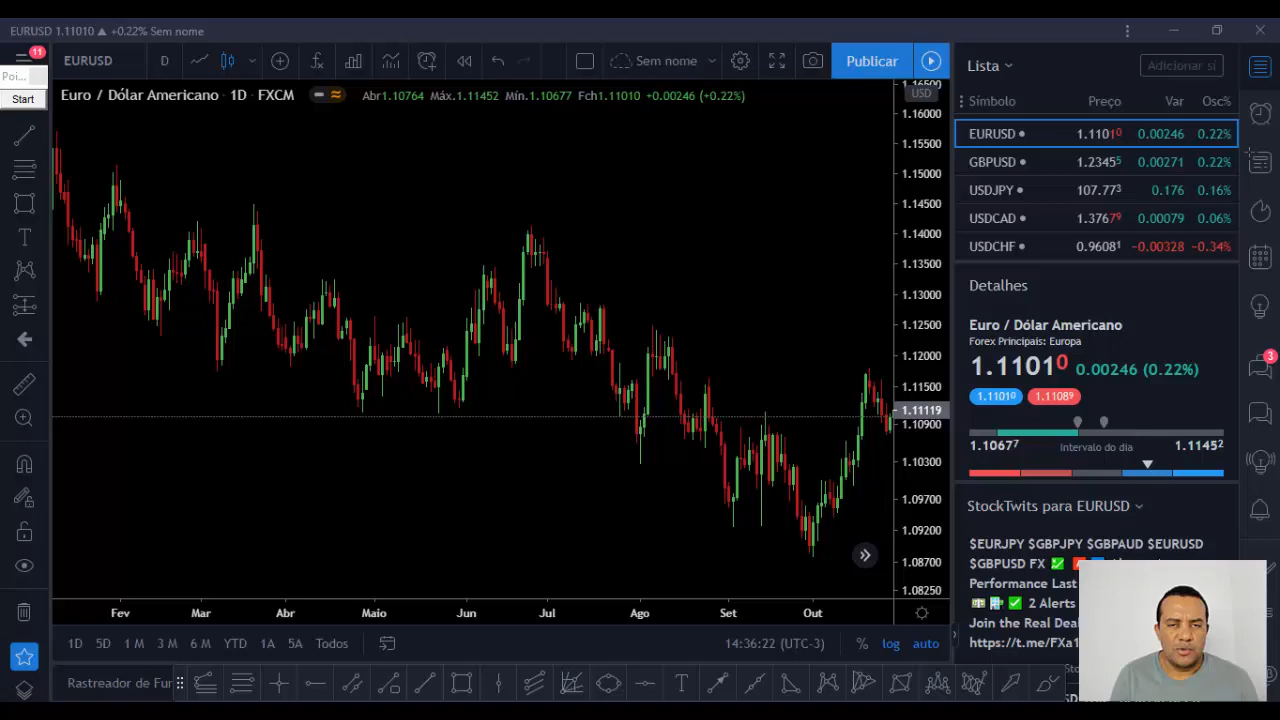 EURUSD 1.11010 ▲ +0.22% Sem nome
11
Poi...
Start
EURUSD
D
Sem nome
Publicar
Euro / Dólar Americano · 1D · FXCM
Abr1.10764 Máx.1.11452 Mín.1.10677 Fch1.11010 +0.00246 (+0.22%)
1.16500
USD
1.16000
1.15500
1.15000
1.14500
1.14000
1.13500
1.13000
1.12500
1.12000
1.11500
1.11119
1.10900
1.10300
1.09700
1.09200
1.08700
1.08250
Fev Mar Abr Maio Jun Jul Ago Set Out
1D 5D 1M 3M 6M YTD 1A 5A Todos
14:36:22 (UTC-3) % log auto
Rastreador de Fur
Lista
Adicionar sí
Símbolo Preço Var Osc%
EURUSD 1.11010 0.00246 0.22%
GBPUSD 1.23455 0.00271 0.22%
USDJPY 107.773 0.176 0.16%
USDCAD 1.37679 0.00079 0.06%
USDCHF 0.96081 −0.00328 −0.34%
Detalhes
Euro / Dólar Americano
Forex Principais: Europa
1.11010 0.00246 (0.22%)
1.11010 1.11089
1.10677 Intervalo do dia 1.11452
StockTwits para EURUSD
$EURJPY $GBPJPY $GBPAUD $EURUSD
$GBPUSD FX
Performance Last
2 Alerts
Join the Real Dea
https://t.me/FXa1
3